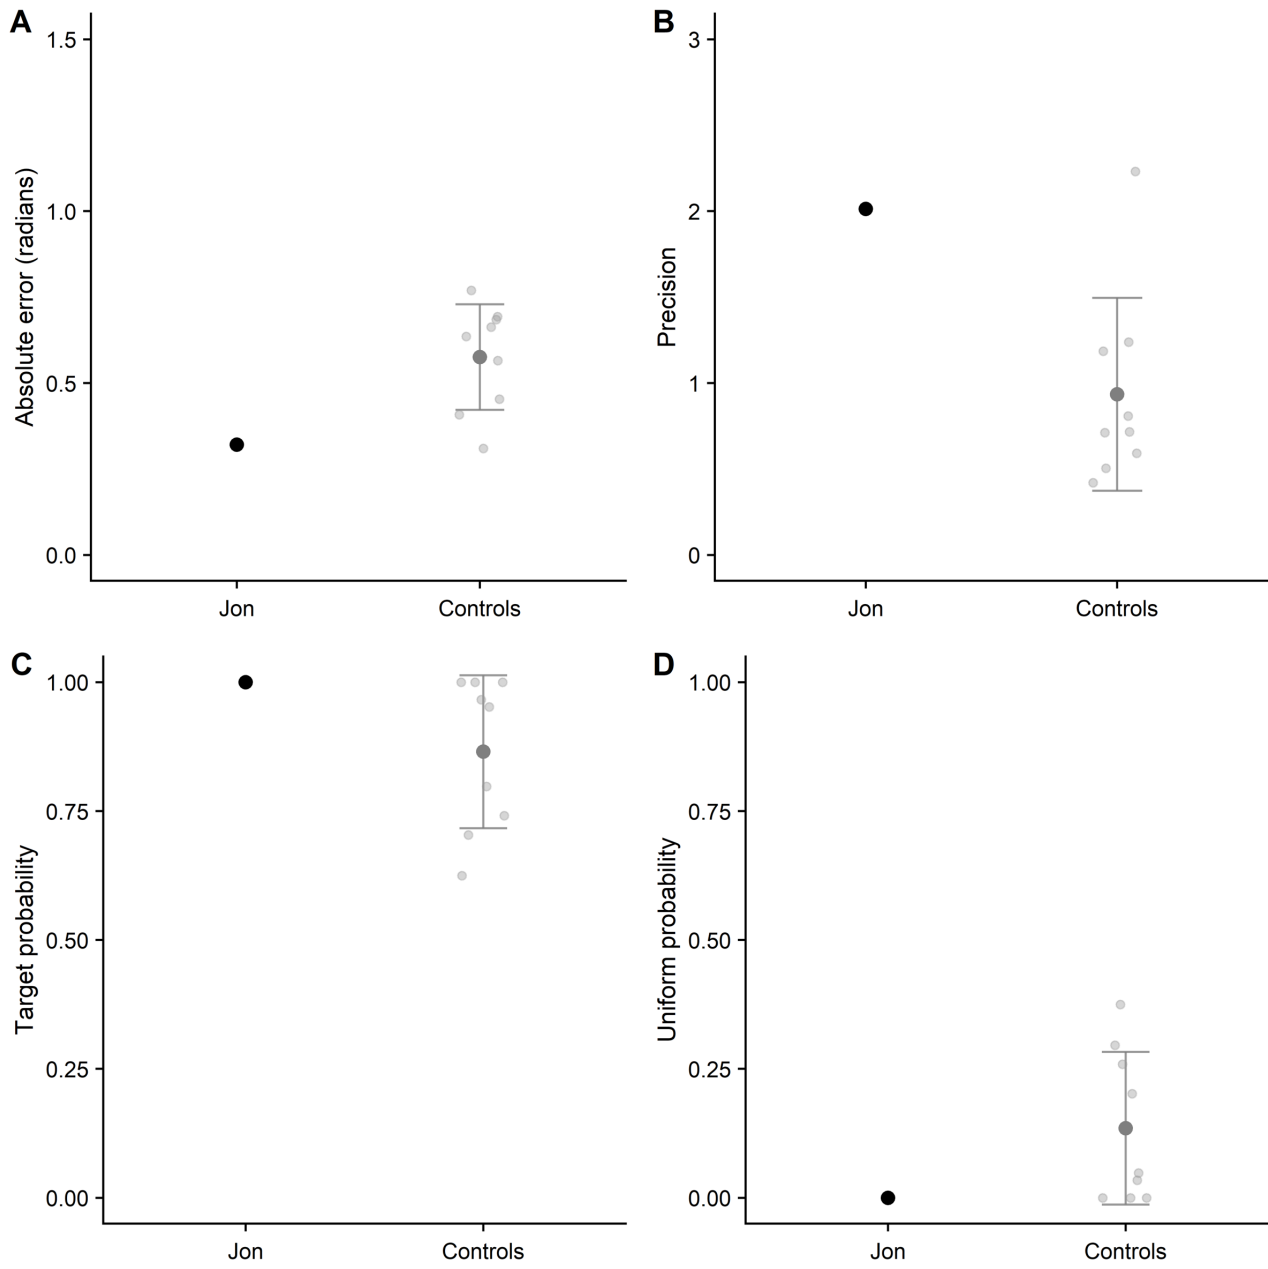 A
1.5
1.0
0.5
0.0
Absolute error (radians)
Jon
Controls
B
3
2
1
0
Precision
Jon
Controls
C
1.00
0.75
0.50
0.25
0.00
Target probability
Jon
Controls
D
1.00
0.75
0.50
0.25
0.00
Uniform probability
Jon
Controls